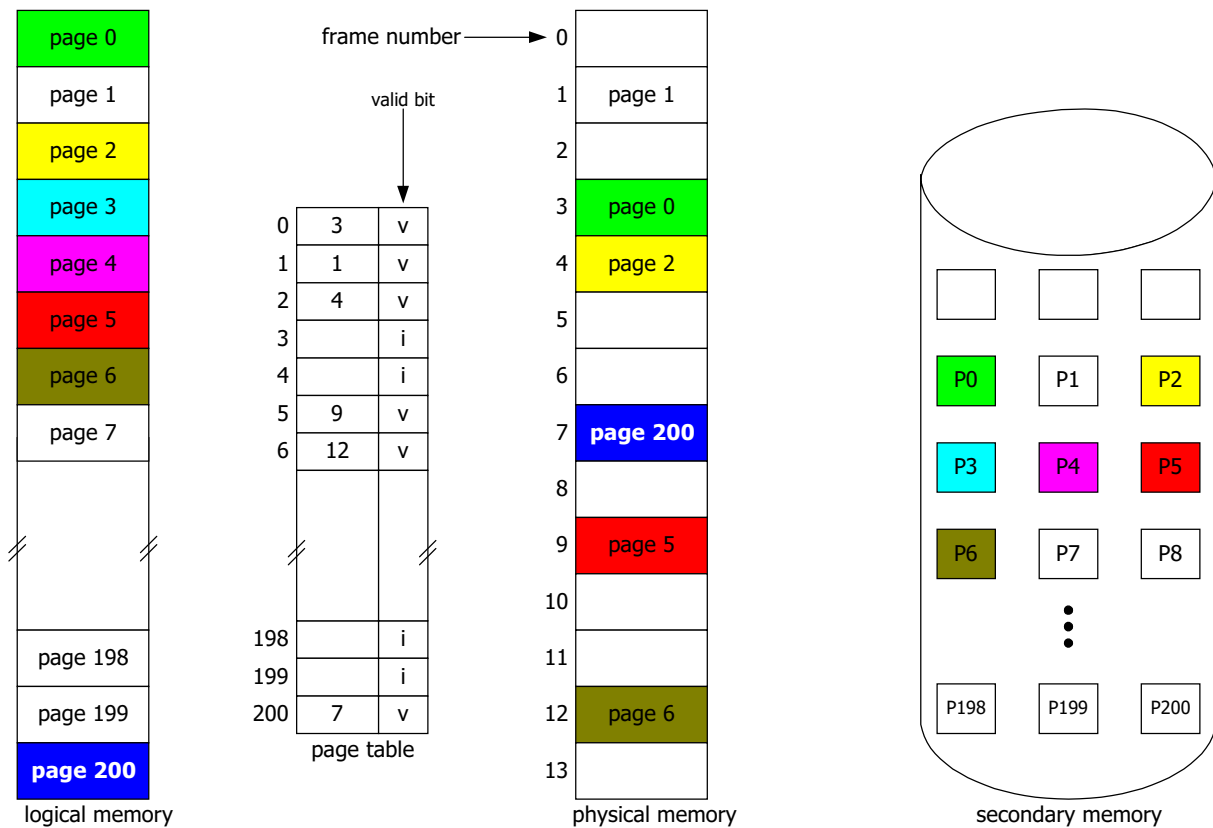 page 0
page 1
page 2
page 3
page 4
page 5
page 6
page 7
page 198
page 199
page 200
logical memory
valid bit
0 3 v
1 1 v
2 4 v
3 i
4 i
5 9 v
6 12 v
198 i
199 i
200 7 v
page table
frame number
0
1 page 1
2
3 page 0
4 page 2
5
6
7 page 200
8
9 page 5
10
11
12 page 6
13
physical memory
P0 P1 P2
P3 P4 P5
P6 P7 P8
P198 P199 P200
secondary memory